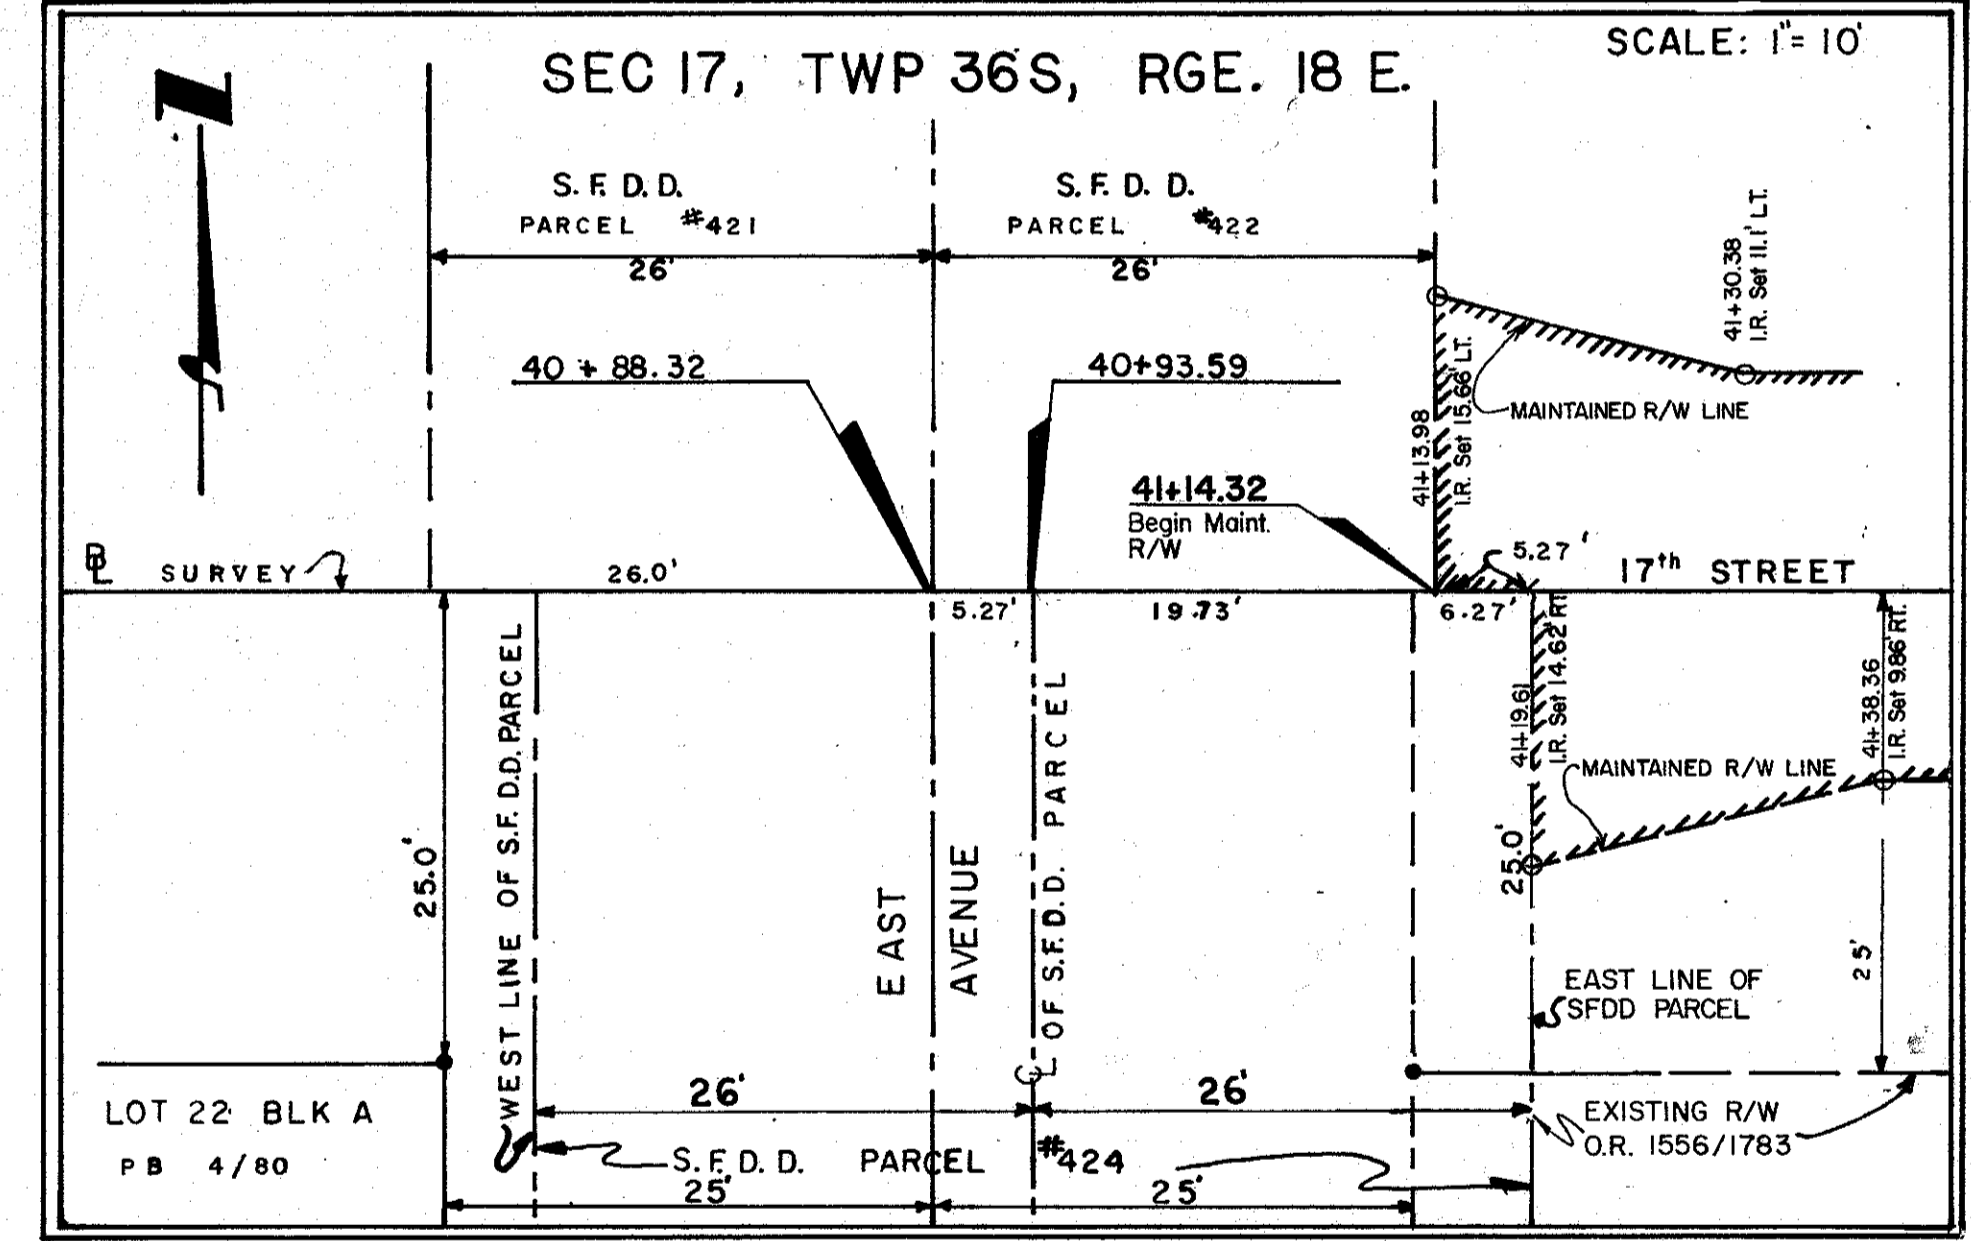 SCALE: 1"= 10'
SEC 17, TWP 36S, RGE. 18 E.
S. F. D. D.
PARCEL #421
26'
S. F. D. D.
PARCEL #422
26'
41+30.38
I.R. Set 11.1' LT.
40 + 88.32
40+93.59
41+13.98
I.R. Set 15.66' LT.
MAINTAINED R/W LINE
41+14.32
Begin Maint.
R/W
BL SURVEY
26.0'
5.27'
17th STREET
5.27'
19.73'
6.27'
WEST LINE OF S.F. D.D. PARCEL
25.0'
EAST
AVENUE
CL OF S.F.D.D. PARCEL
41+19.61
I.R. Set 14.62' RT.
25.0'
41+38.36
I.R. Set 9.86' RT.
MAINTAINED R/W LINE
25'
EAST LINE OF
SFDD PARCEL
26'
26'
LOT 22 BLK A
PB 4/80
EXISTING R/W
O.R. 1556/1783
S. F. D. D. PARCEL #424
25'
25'